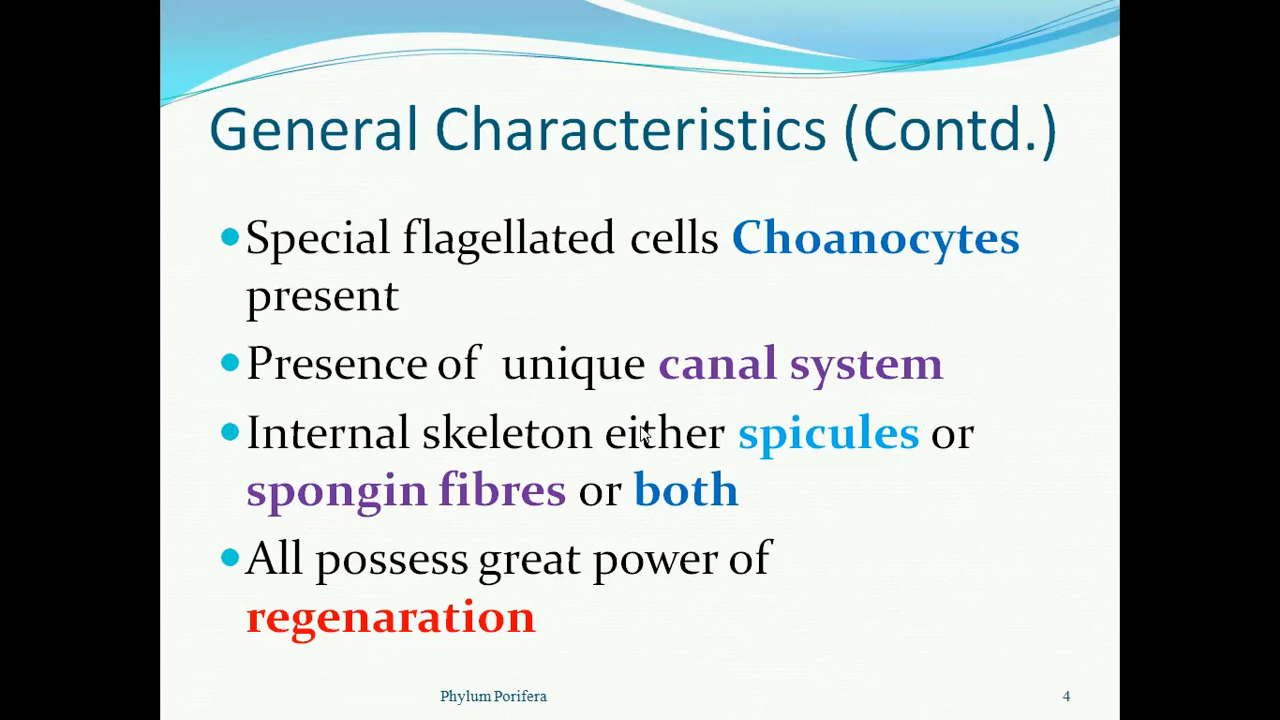 General Characteristics (Contd.)
•Special flagellated cells Choanocytes
present
•Presence of unique canal system
•Internal skeleton either spicules or
spongin fibres or both
•All possess great power of
regenaration
Phylum Porifera
4